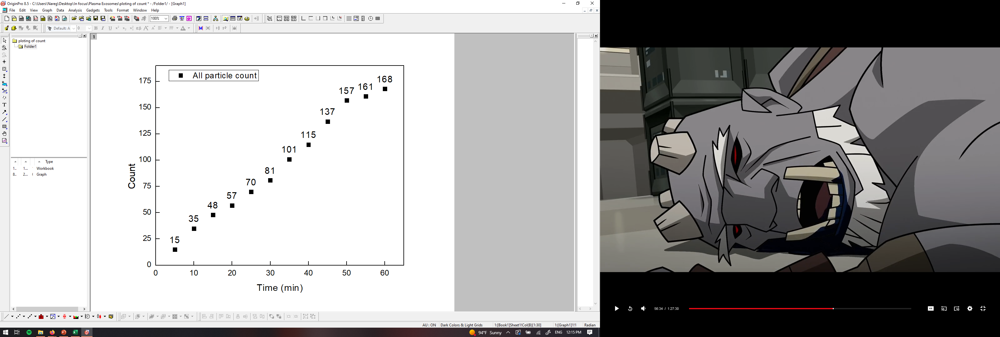 OriginPro 8.5 - C:\Users\Nareg\Desktop\In focus\Plasma Exosomes\ploting of count * - /Folder1/ - [Graph1]
File Edit View Graph Data Analysis Gadgets Tools Format Window Help
100%
Default: A 0 B I U
ploting of count
Folder1
Type
1.. 1... Workbook
8.. 2... Graph
1
All particle count
175
150
125
100
75
50
25
0
Count
15
35
48
57
70
81
101
115
137
157
161
168
0 10 20 30 40 50 60
Time (min)
AU : ON Dark Colors & Light Grids 1:[Book1]Sheet1!Col(B)[1:30] 1:[Graph1]1!1 Radian
94°F Sunny ENG 12:15 PM
56:34 / 1:27:30
CC 10 10